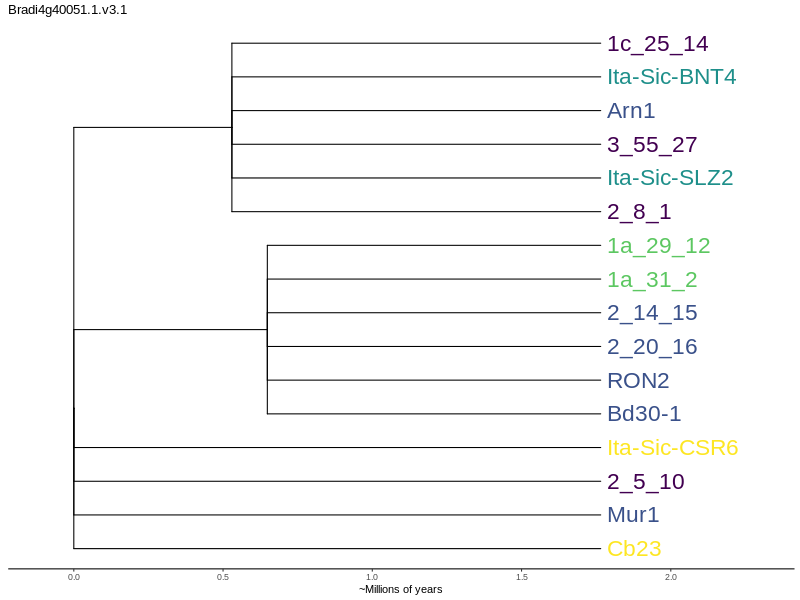 Bradi4g40051.1.v3.1
1c_25_14
Ita-Sic-BNT4
Arn1
3_55_27
Ita-Sic-SLZ2
2_8_1
1a_29_12
1a_31_2
2_14_15
2_20_16
RON2
Bd30-1
Ita-Sic-CSR6
2_5_10
Mur1
Cb23
0.0 0.5 1.0 1.5 2.0
~Millions of years